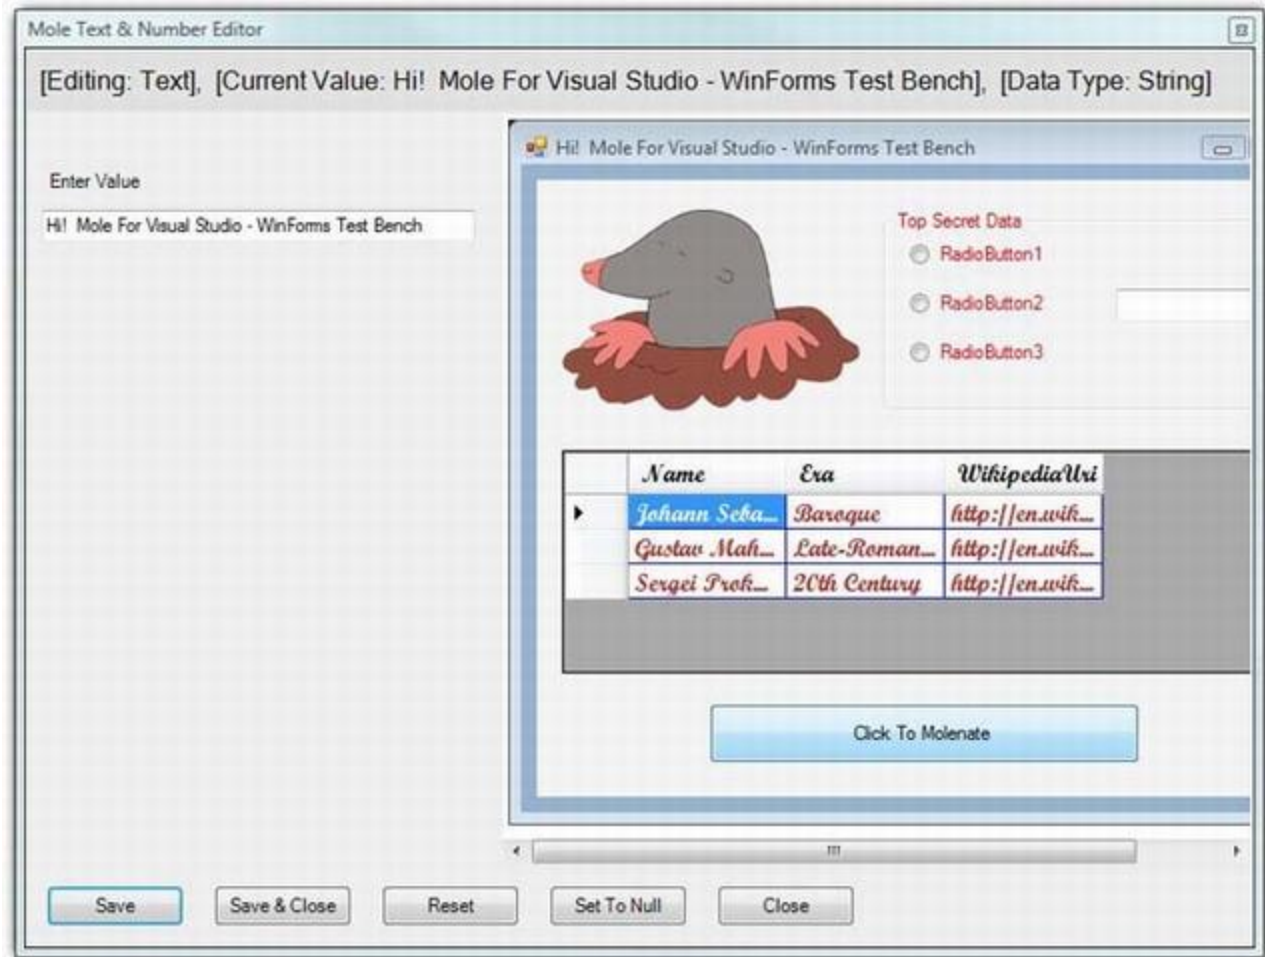 Mole Text & Number Editor
[Editing: Text], [Current Value: Hi!  Mole For Visual Studio - WinForms Test Bench], [Data Type: String]
Enter Value
Hi!  Mole For Visual Studio - WinForms Test Bench
Hi!  Mole For Visual Studio - WinForms Test Bench
Top Secret Data
RadioButton1
RadioButton2
RadioButton3
Name Era WikipediaUri
Johann Seba... Baroque http://en.wik...
Gustav Mah... Late-Roman... http://en.wik...
Sergei Prok... 20th Century http://en.wik...
Click To Molenate
Save Save & Close Reset Set To Null Close